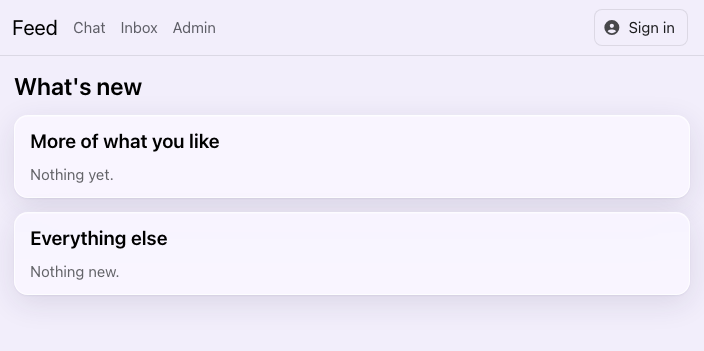 Feed Chat Inbox Admin Sign in
What's new
More of what you like
Nothing yet.
Everything else
Nothing new.